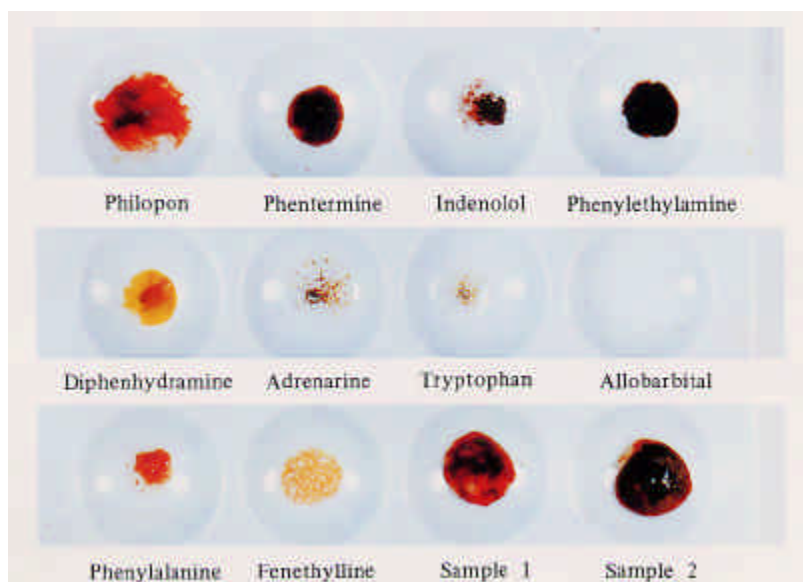 Philopon Phentermine Indenolol Phenylethylamine
Diphenhydramine Adrenarine Tryptophan Allobarbital
Phenylalanine Fenethylline Sample 1 Sample 2